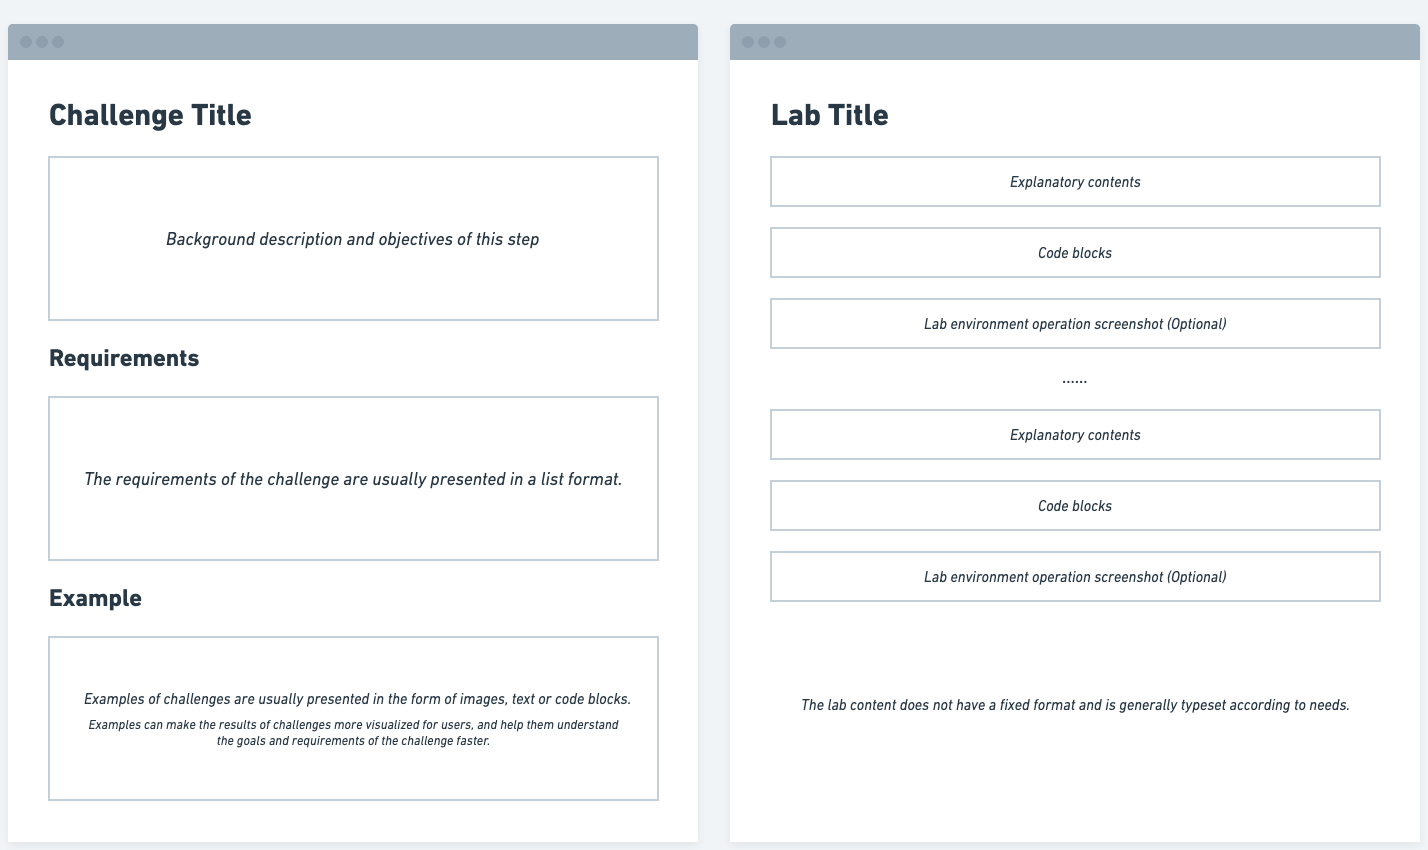 Challenge Title
Background description and objectives of this step
Requirements
The requirements of the challenge are usually presented in a list format.
Example
Examples of challenges are usually presented in the form of images, text or code blocks.
Examples can make the results of challenges more visualized for users, and help them understand
the goals and requirements of the challenge faster.
Lab Title
Explanatory contents
Code blocks
Lab environment operation screenshot (Optional)
......
Explanatory contents
Code blocks
Lab environment operation screenshot (Optional)
The lab content does not have a fixed format and is generally typeset according to needs.